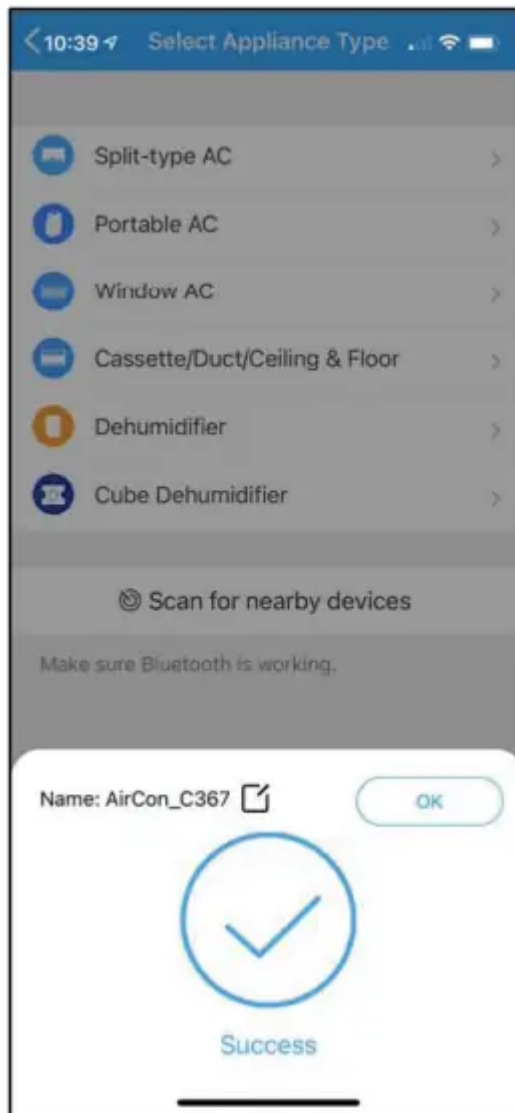 10:39 Select Appliance Type
Split-type AC
Portable AC
Window AC
Cassette/Duct/Ceiling & Floor
Dehumidifier
Cube Dehumidifier
Scan for nearby devices
Make sure Bluetooth is working.
Name: AirCon_C367
OK
Success